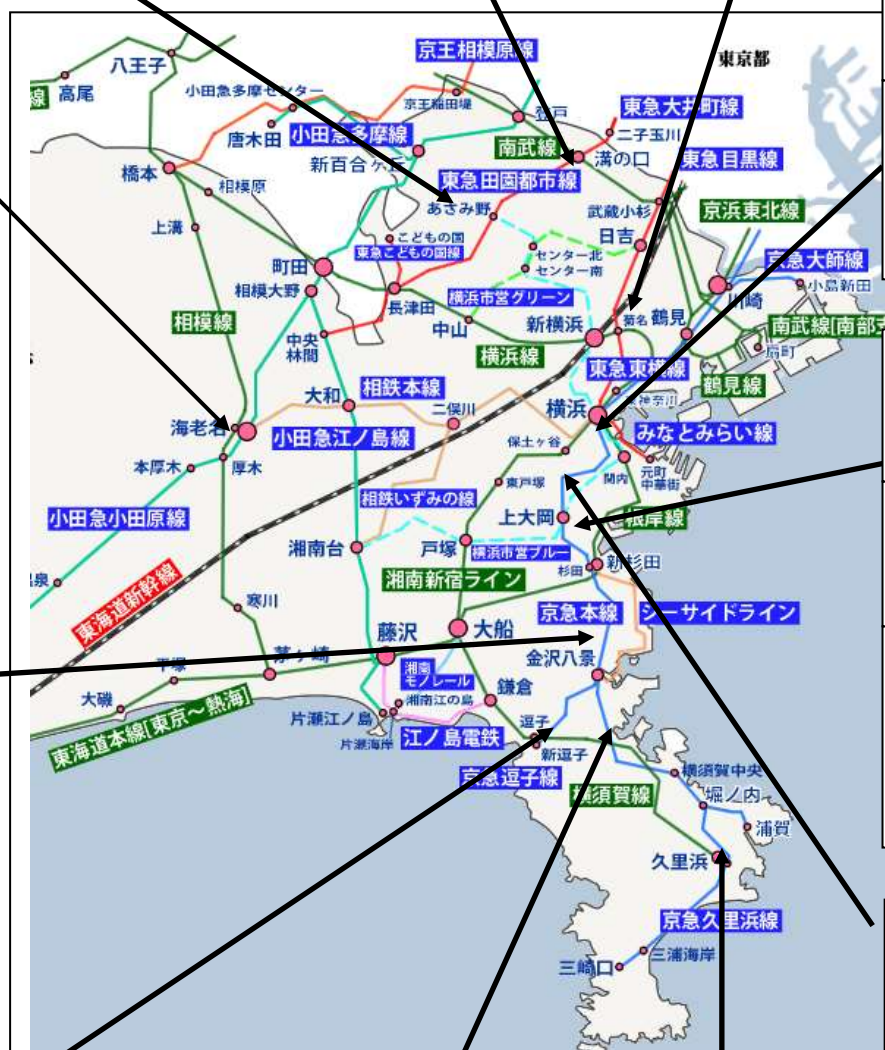 東京都
京王相模原線
八王子
高尾
線
小田急多摩センター
京王稲田堤
登戸
東急大井町線
唐木田
小田急多摩線
二子玉川
新百合ヶ丘
南武線
溝の口
東急目黒線
橋本
相模原
東急田園都市線
あざみ野
武蔵小杉
京浜東北線
上溝
こどもの国
東急こどもの国線
日吉
センター北
センター南
京急大師線
町田
相模大野
長津田
横浜市営グリーン
川崎
小島新田
相模線
中央
林間
中山
新横浜
菊名
鶴見
南武線[南部支
扇町
横浜線
東急東横線
鶴見線
大和
相鉄本線
二俣川
横浜
東神奈川
海老名
小田急江ノ島線
みなとみらい線
保土ヶ谷
本厚木
厚木
東戸塚
関内
元町
中華街
小田急小田原線
相鉄いずみの線
上大岡
根岸線
湘南台
戸塚
横浜市営ブルー
新杉田
杉田
東海道新幹線
湘南新宿ライン
寒川
京急本線
シーサイドライン
藤沢
大船
金沢八景
茅ヶ崎
平塚
湘南
モノレール
大磯
湘南江の島
鎌倉
東海道本線[東京～熱海]
片瀬江ノ島
片瀬海岸
江ノ島電鉄
逗子
新逗子
京急逗子線
横須賀中央
横須賀線
堀ノ内
浦賀
久里浜
京急久里浜線
三浦海岸
三崎口